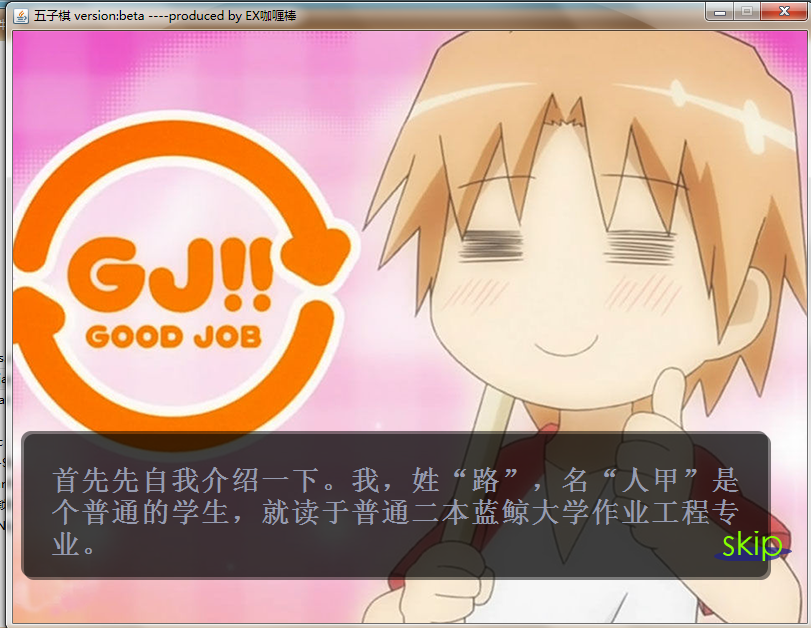 五子棋 version:beta ----produced by EX咖喱棒
GJ!!
GOOD JOB
首先先自我介绍一下。我，姓“路”，名“人甲”是
个普通的学生，就读于普通二本蓝鲸大学作业工程专
业。
skip